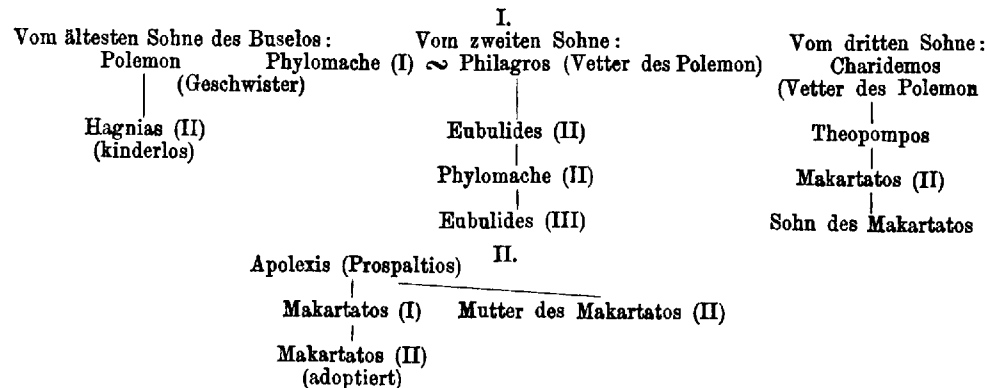 I.
Vom ältesten Sohne des Buselos: Vom zweiten Sohne: Vom dritten Sohne:
Polemon Phylomache (I) ∾ Philagros (Vetter des Polemon) Charidemos
(Geschwister) (Vetter des Polemon
Hagnias (II) Eubulides (II) Theopompos
(kinderlos)
Phylomache (II) Makartatos (II)
Eubulides (III) Sohn des Makartatos
II.
Apolexis (Prospaltios)
Makartatos (I) Mutter des Makartatos (II)
Makartatos (II)
(adoptiert)